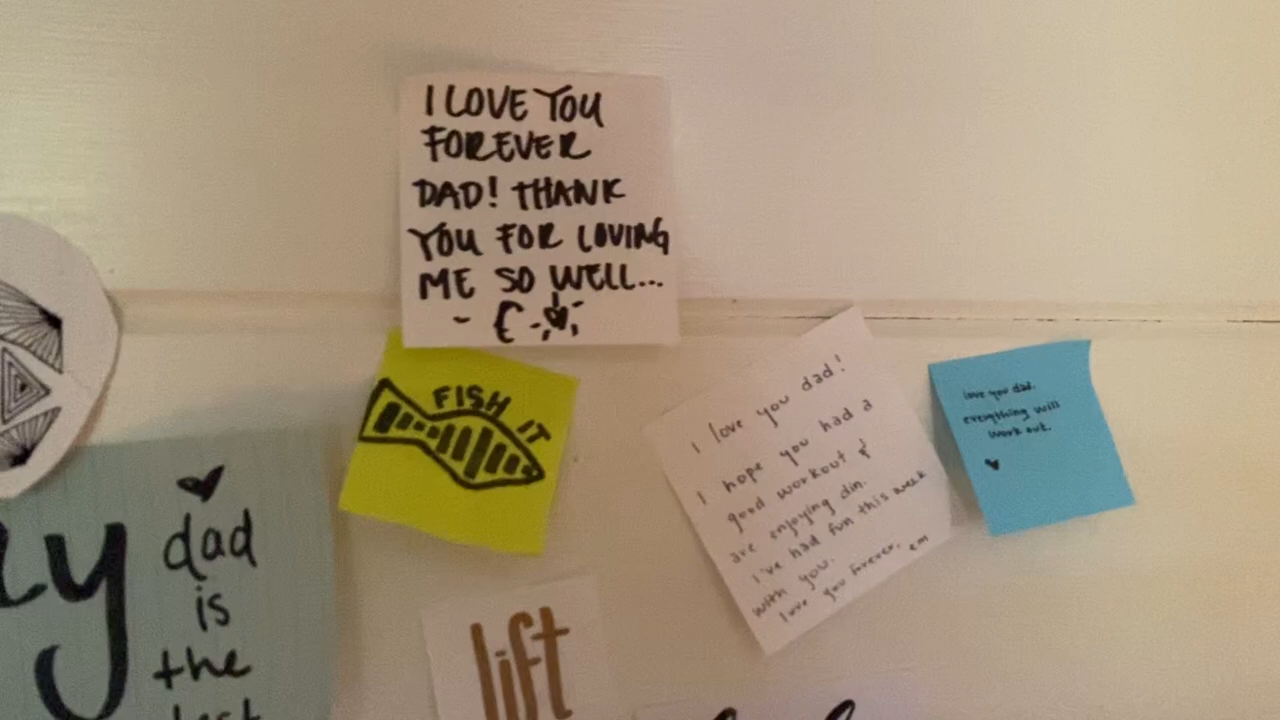 I LOVE YOU
FOREVER
DAD! THANK
YOU FOR LOVING
ME SO WELL...
- E
FISH IT
I love you dad!
I hope you had a
good workout &
are enjoying din.
I've had fun this week
with you.
love you forever, em
love you dad.
everything will
work out.
dad
is
the
lift